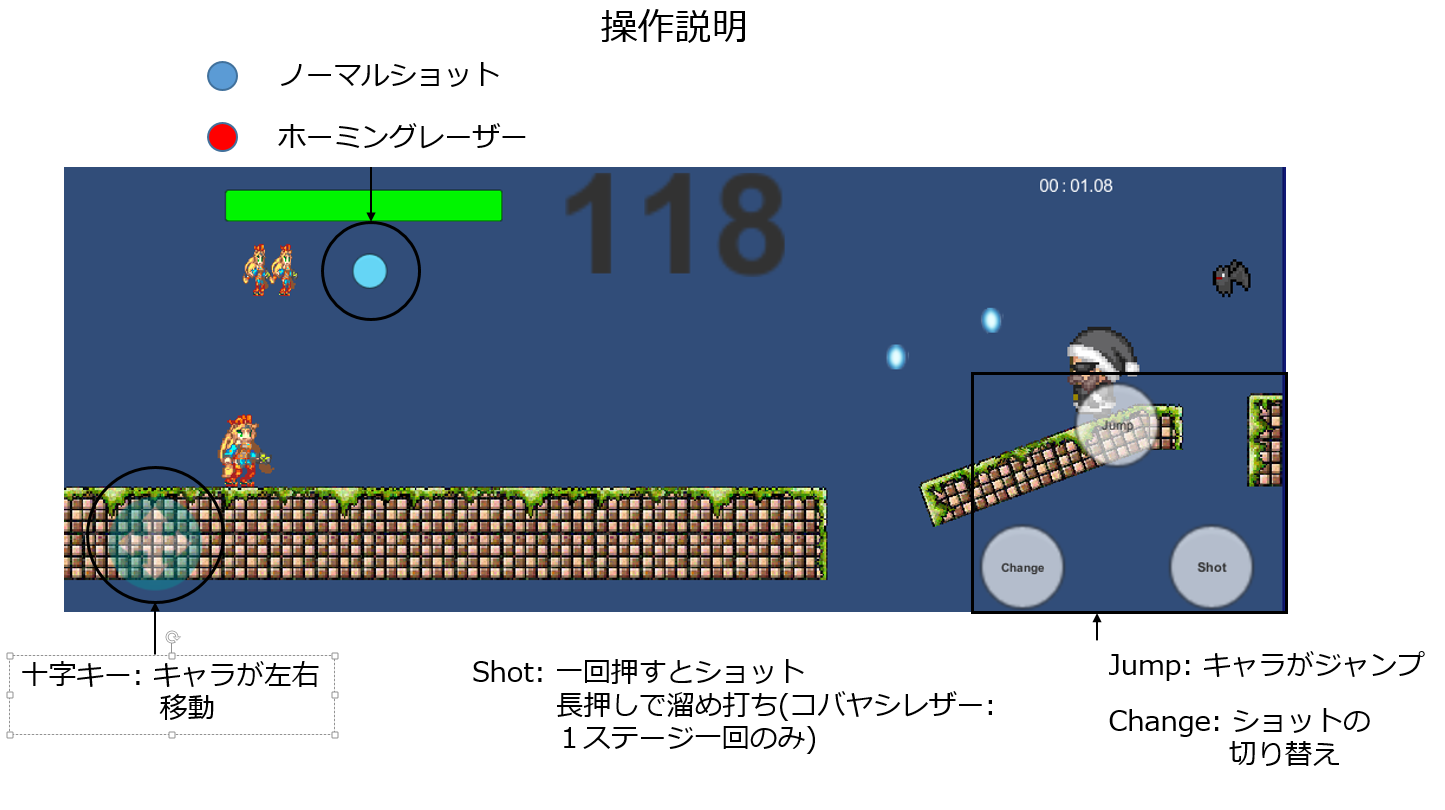 操作説明
ノーマルショット
ホーミングレーザー
118
00 : 01.08
Jump
Change
Shot
十字キー: キャラが左右
移動
Shot: 一回押すとショット
長押しで溜め打ち(コバヤシレザー:
１ステージ一回のみ)
Jump: キャラがジャンプ
Change: ショットの
切り替え